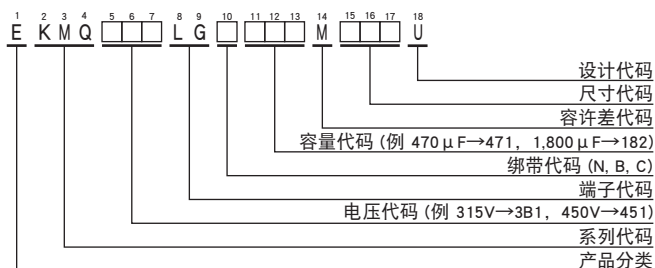 1 2 3 4 5 6 7 8 9 10 11 12 13 14 15 16 17 18
E KMQ □□□ LG □ □□□ M □□□ U
设计代码
尺寸代码
容许差代码
容量代码 (例 470μF→471, 1,800μF→182)
绑带代码 (N, B, C)
端子代码
电压代码 (例 315V→3B1, 450V→451)
系列代码
产品分类